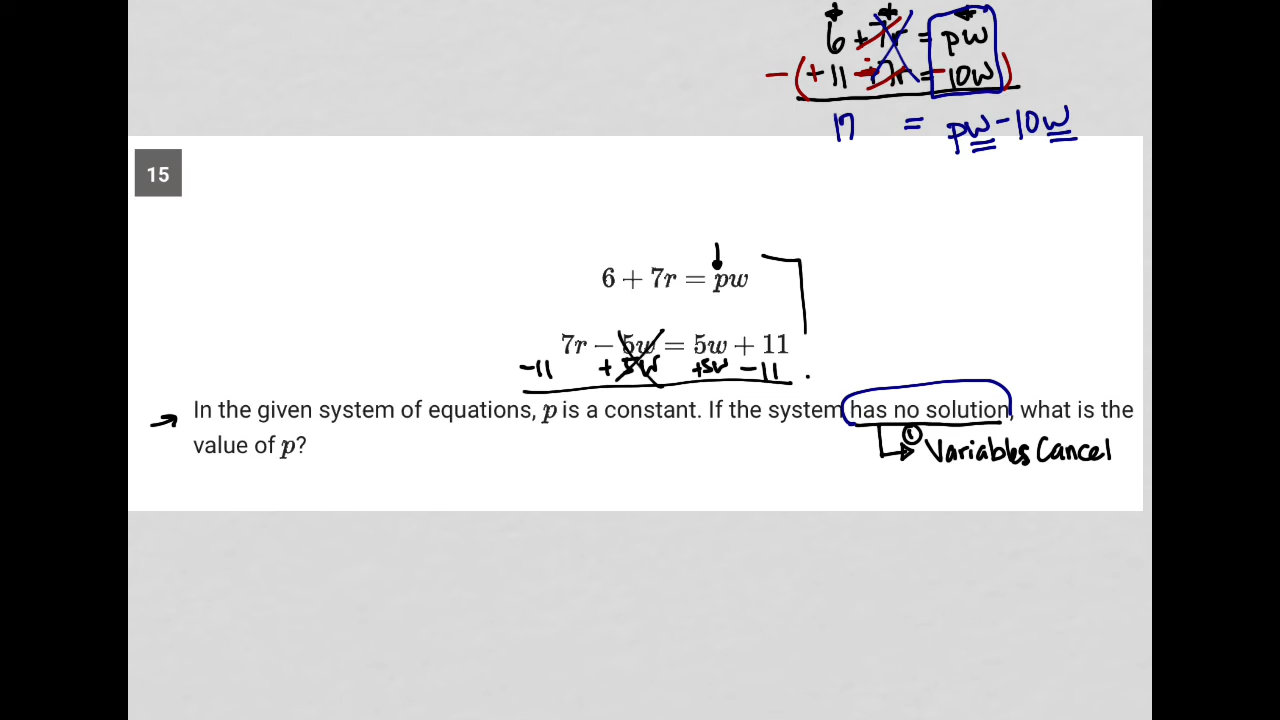 6 + 7r = pw
-(+11 - 7r = -10w)
17 = pw - 10w
15
6 + 7r = pw
7r − 5w = 5w + 11
-11 + 5w +5w -11 .
In the given system of equations, p is a constant. If the system has no solution, what is the
① Variables Cancel
value of p?